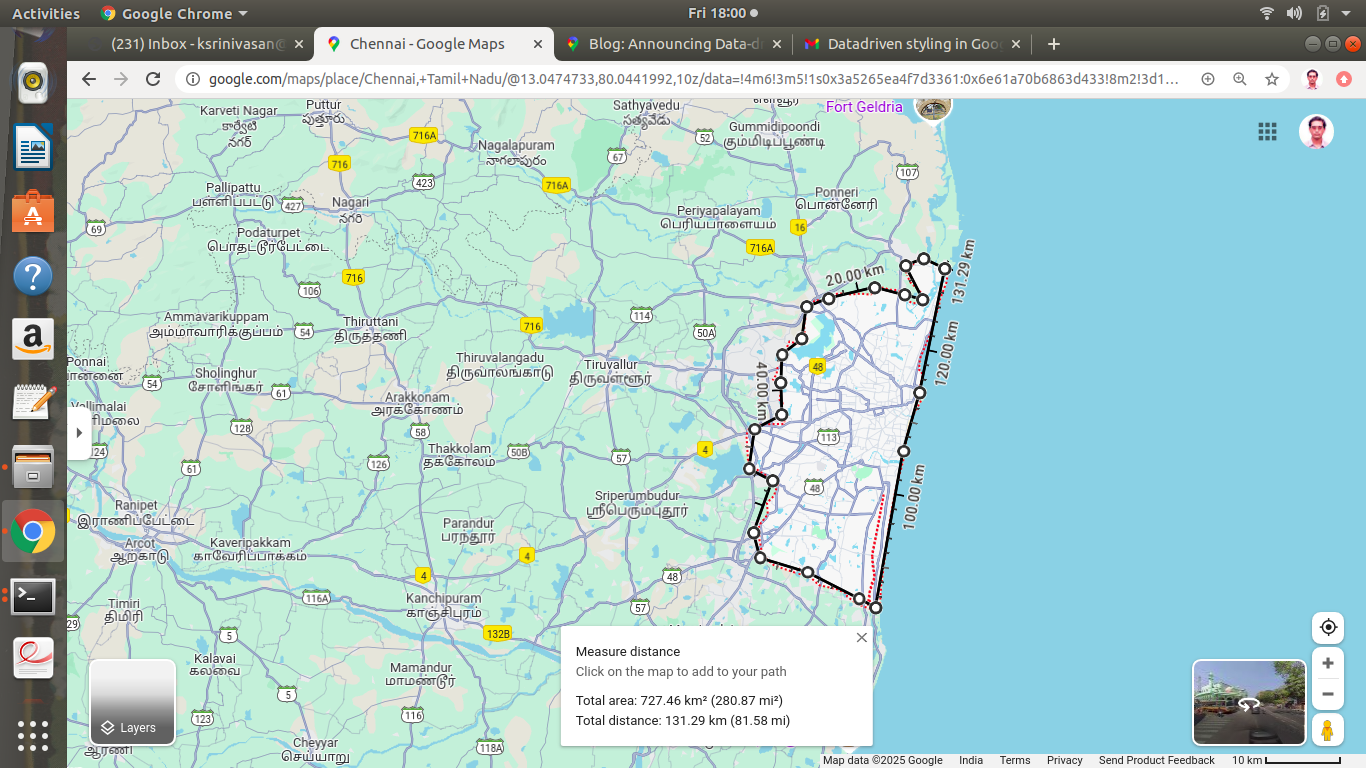 Activities
Google Chrome
Fri 18:00
(231) Inbox - ksrinivasan@
Chennai - Google Maps
Blog: Announcing Data-d
Datadriven styling in Goo
google.com/maps/place/Chennai,+Tamil+Nadu/@13.0474733,80.0441992,10z/data=!4m6!3m5!1s0x3a5265ea4f7d3361:0x6e61a70b6863d433!8m2!3d1...
Karveti Nagar
కార్వేటి
నగర్
Puttur
పుత్తూరు
Sathyavedu
సత్యవేడు
Fort Geldria
716A
52
Gummidipoondi
கும்மிடிப்பூண்டி
Nagalapuram
నాగలాపురం
67
716
423
716A
107
Pallipattu
பள்ளிப்பட்டு
427
Nagari
నగరి
Ponneri
பொன்னேரி
Periyapalayam
பெரியபாளையம்
16
69
Podaturpet
பொதட்டூர்பேட்டை
716A
716
106
20.00 km
131.29 km
Ammavarikuppam
அம்மாவாரிக்குப்பம்
54
Thiruttani
திருத்தணி
716
114
50A
120.00 km
Ponnai
Sholinghur
சோளிங்கர்
54
61
Thiruvalangadu
திருவாலங்காடு
Tiruvallur
திருவள்ளூர்
48
40.00 km
Arakkonam
அரக்கோணம்
128
58
113
124
Thakkolam
தக்கோலம்
50B
57
4
61
126
48
100.00 km
Ranipet
இராணிப்பேட்டை
Sriperumbudur
ஸ்ரீபெரும்புதூர்
Parandur
பரந்தூர்
Arcot
ஆற்காடு
Kaveripakkam
காவேரிப்பாக்கம்
4
4
48
116A
Kanchipuram
காஞ்சிபுரம்
57
Timiri
திமிரி
29
5
132B
Kalavai
கலவை
Mamandur
மாமண்டூர்
5
123
116
Cheyyar
செய்யாறு
118A
ஆரணி
Layers
Measure distance
Click on the map to add to your path
Total area: 727.46 km² (280.87 mi²)
Total distance: 131.29 km (81.58 mi)
Map data ©2025 Google
India
Terms
Privacy
Send Product Feedback
10 km